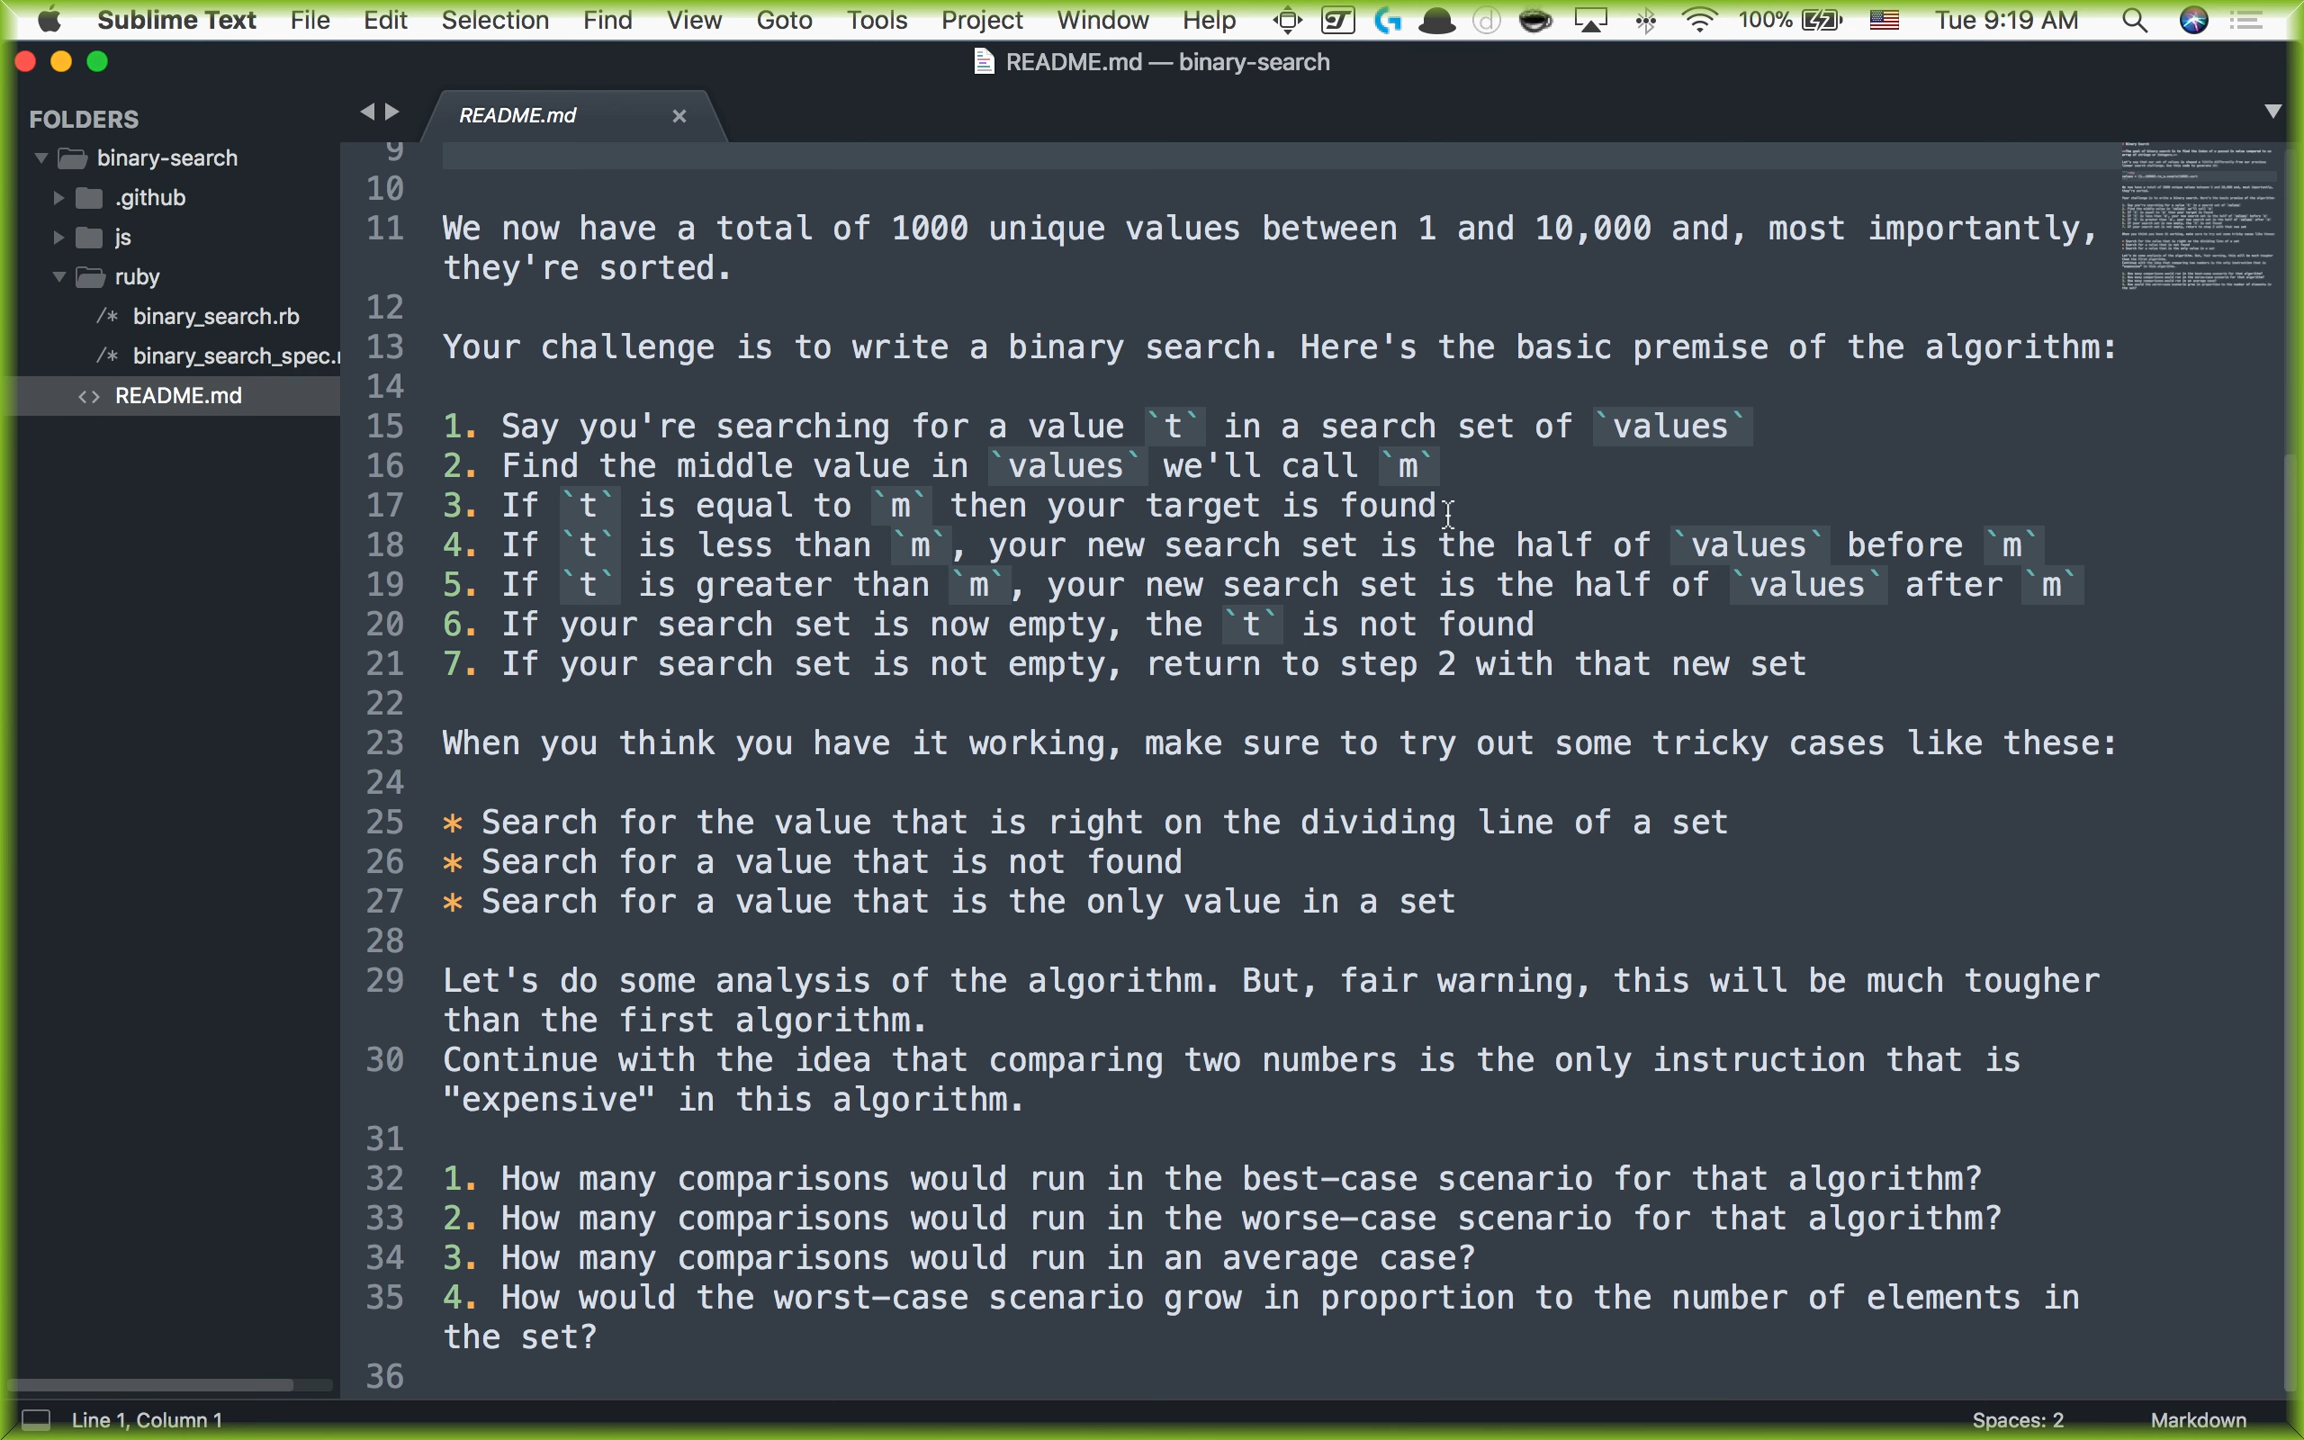 Sublime Text File Edit Selection Find View Goto Tools Project Window Help 100% Tue 9:19 AM
README.md — binary-search
FOLDERS
binary-search
.github
js
ruby
/* binary_search.rb
/* binary_search_spec.
<> README.md
README.md ×
9
10
11 We now have a total of 1000 unique values between 1 and 10,000 and, most importantly,
they're sorted.
12
13 Your challenge is to write a binary search. Here's the basic premise of the algorithm:
14
15 1. Say you're searching for a value `t` in a search set of `values`
16 2. Find the middle value in `values` we'll call `m`
17 3. If `t` is equal to `m` then your target is found
18 4. If `t` is less than `m`, your new search set is the half of `values` before `m`
19 5. If `t` is greater than `m`, your new search set is the half of `values` after `m`
20 6. If your search set is now empty, the `t` is not found
21 7. If your search set is not empty, return to step 2 with that new set
22
23 When you think you have it working, make sure to try out some tricky cases like these:
24
25 * Search for the value that is right on the dividing line of a set
26 * Search for a value that is not found
27 * Search for a value that is the only value in a set
28
29 Let's do some analysis of the algorithm. But, fair warning, this will be much tougher
than the first algorithm.
30 Continue with the idea that comparing two numbers is the only instruction that is
"expensive" in this algorithm.
31
32 1. How many comparisons would run in the best-case scenario for that algorithm?
33 2. How many comparisons would run in the worse-case scenario for that algorithm?
34 3. How many comparisons would run in an average case?
35 4. How would the worst-case scenario grow in proportion to the number of elements in
the set?
36
Line 1, Column 1 Spaces: 2 Markdown